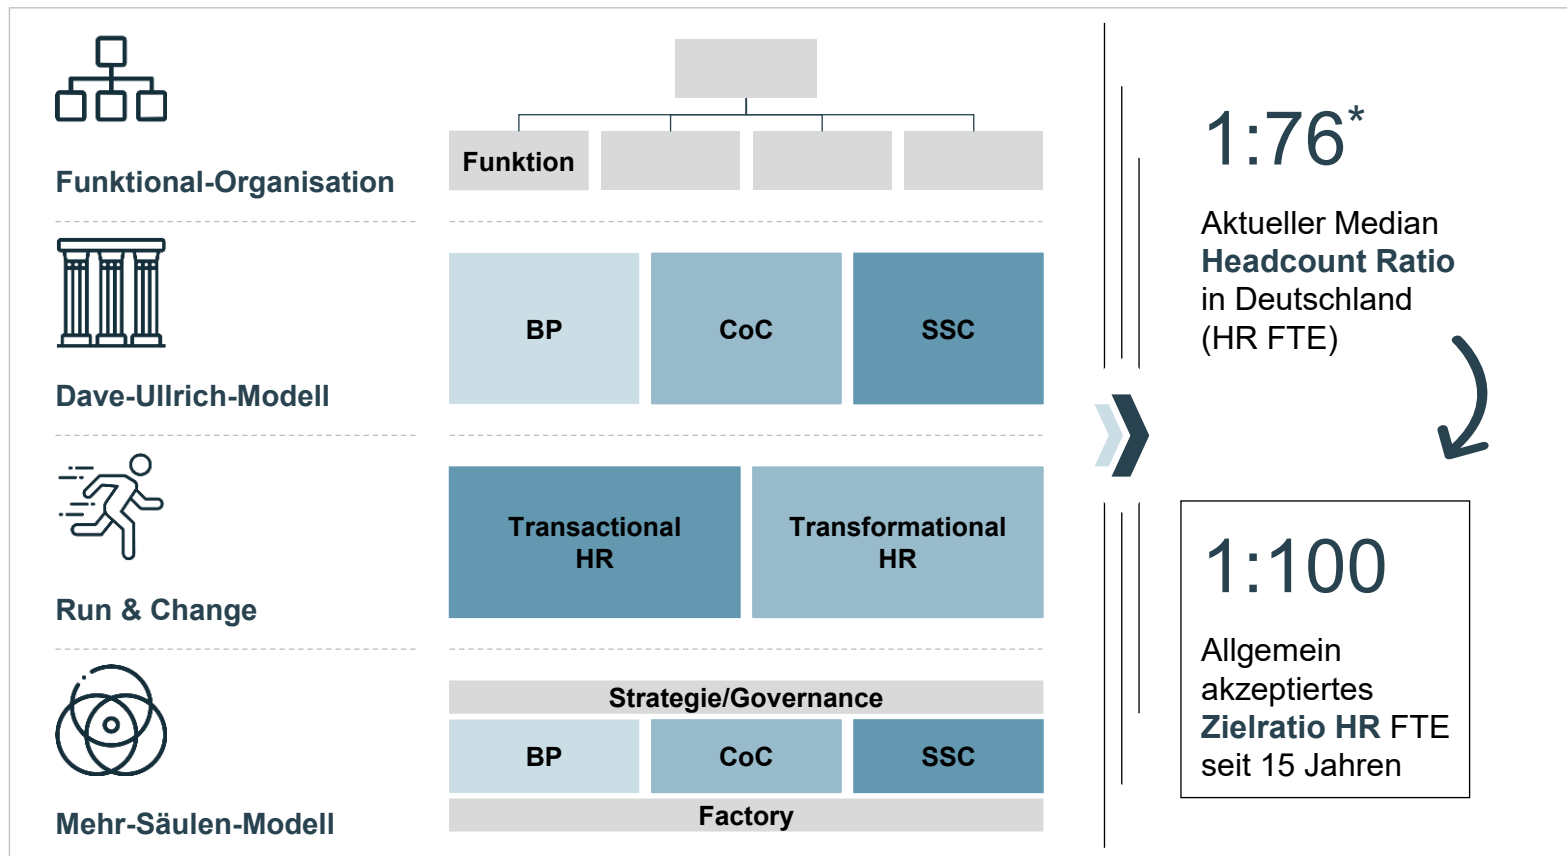 Funktional-Organisation
Funktion
Dave-Ullrich-Modell
BP
CoC
SSC
Run & Change
Transactional
HR
Transformational
HR
Mehr-Säulen-Modell
Strategie/Governance
BP
CoC
SSC
Factory
1:76*
Aktueller Median
Headcount Ratio
in Deutschland
(HR FTE)
1:100
Allgemein
akzeptiertes
Zielratio HR FTE
seit 15 Jahren